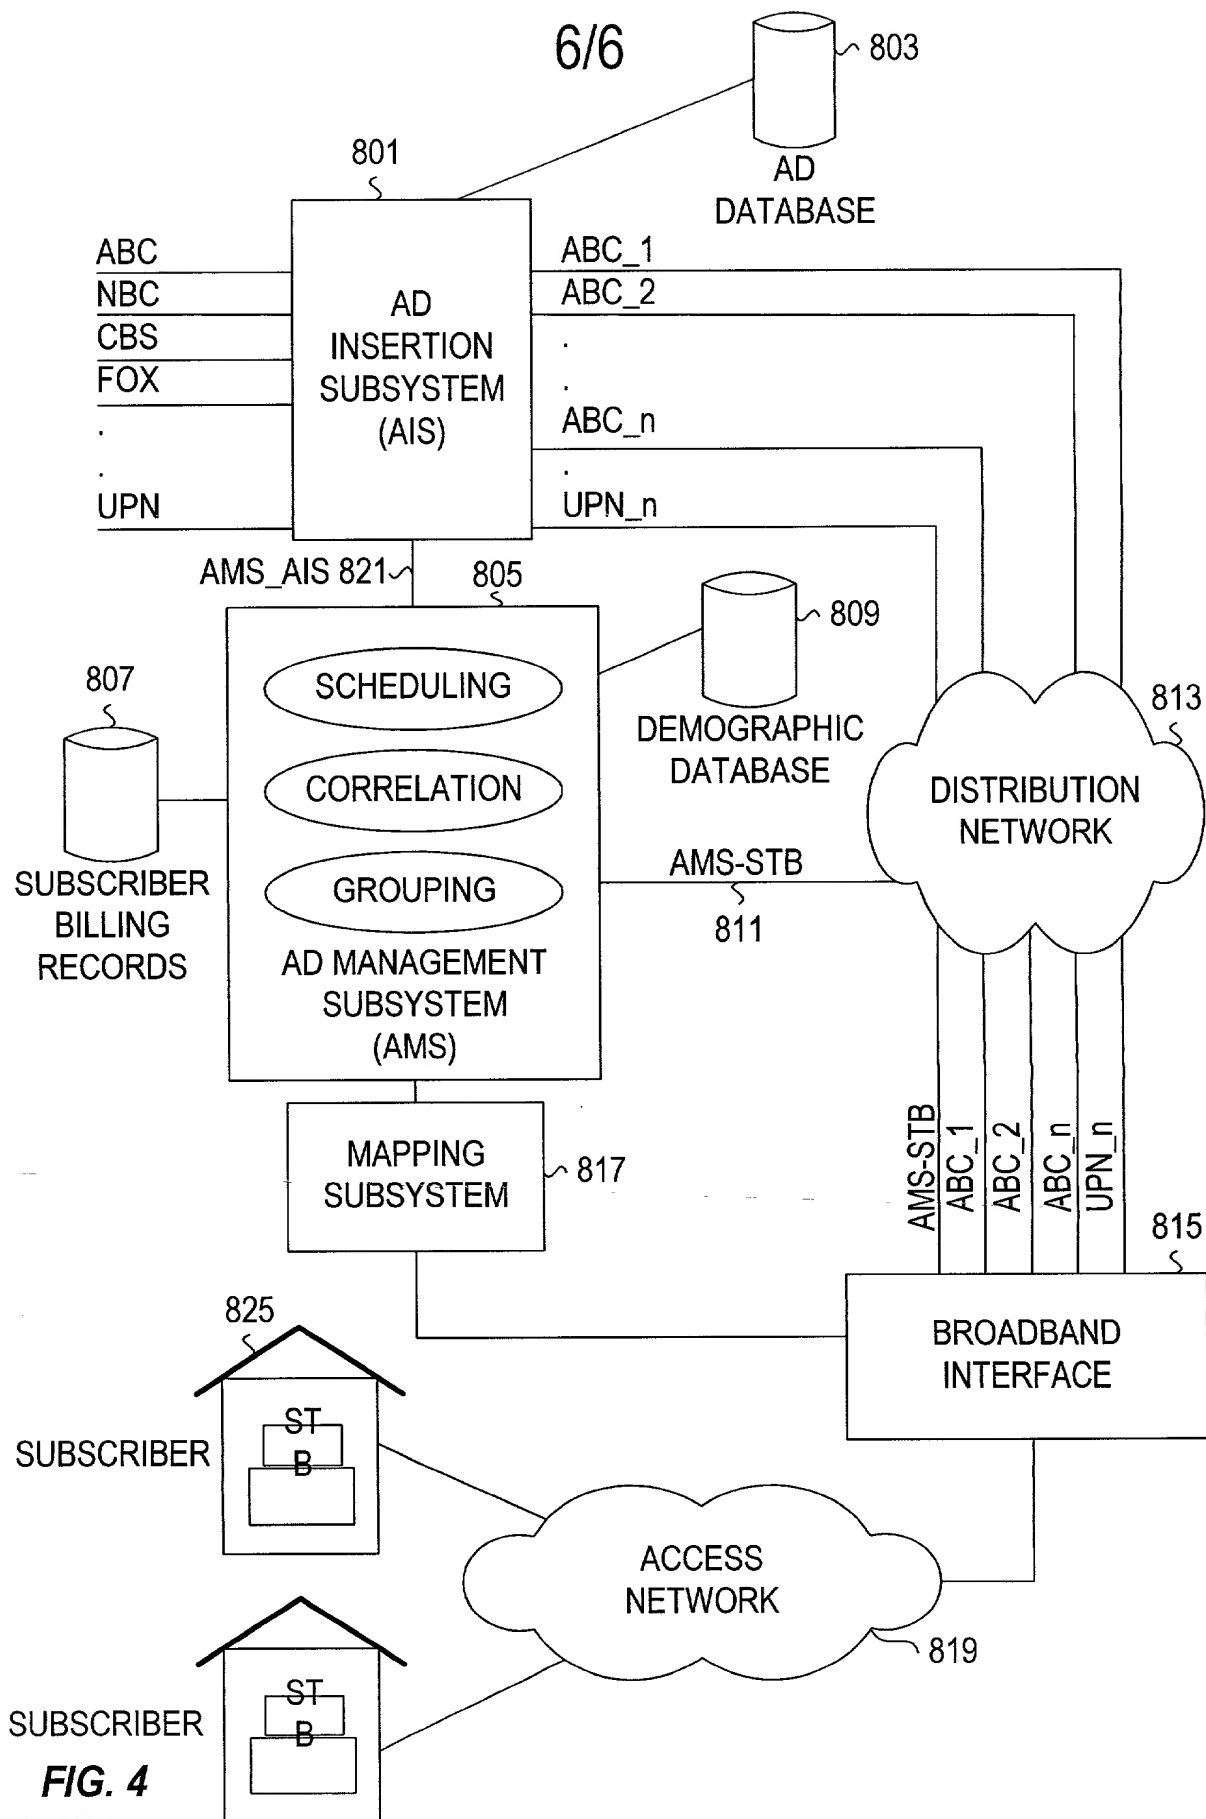 6/6
803
AD
DATABASE
801
ABC
NBC
CBS
FOX
.
.
UPN
AD
INSERTION
SUBSYSTEM
(AIS)
ABC_1
ABC_2
.
.
ABC_n
.
UPN_n
AMS_AIS 821
805
809
DEMOGRAPHIC
DATABASE
807
SUBSCRIBER
BILLING
RECORDS
SCHEDULING
CORRELATION
GROUPING
AD MANAGEMENT
SUBSYSTEM
(AMS)
AMS-STB
811
813
DISTRIBUTION
NETWORK
MAPPING
SUBSYSTEM
817
AMS-STB
ABC_1
ABC_2
ABC_n
UPN_n
815
BROADBAND
INTERFACE
825
SUBSCRIBER
ST
B
ACCESS
NETWORK
819
SUBSCRIBER
ST
B
FIG. 4